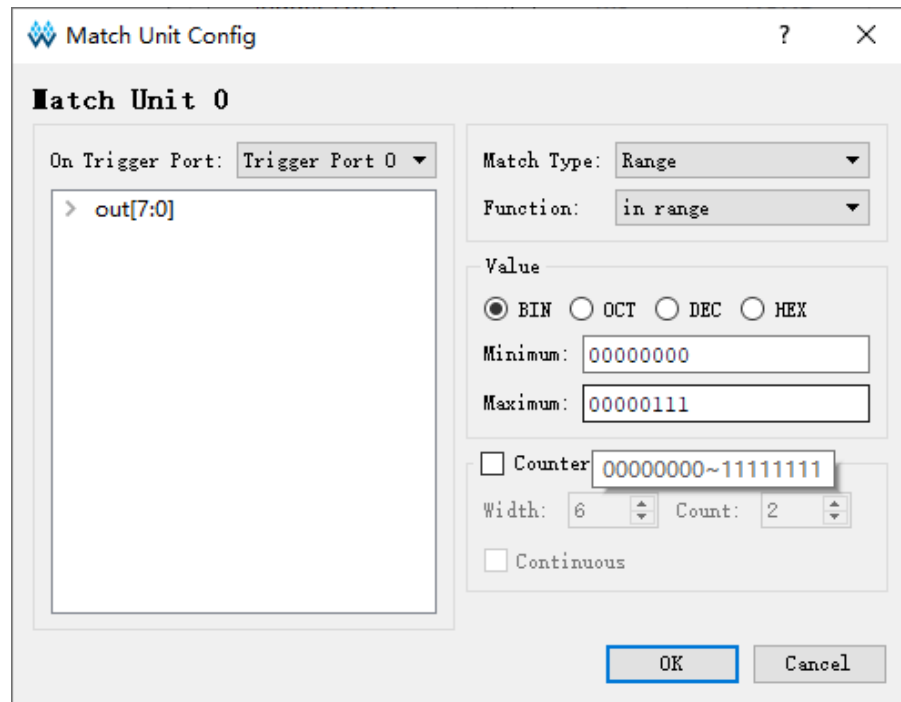 Match Unit Config ?
Match Unit 0
On Trigger Port: Trigger Port 0
out[7:0]
Match Type: Range
Function: in range
Value
BIN OCT DEC HEX
Minimum: 00000000
Maximum: 00000111
Counter
00000000~11111111
Width: 6 Count: 2
Continuous
OK Cancel